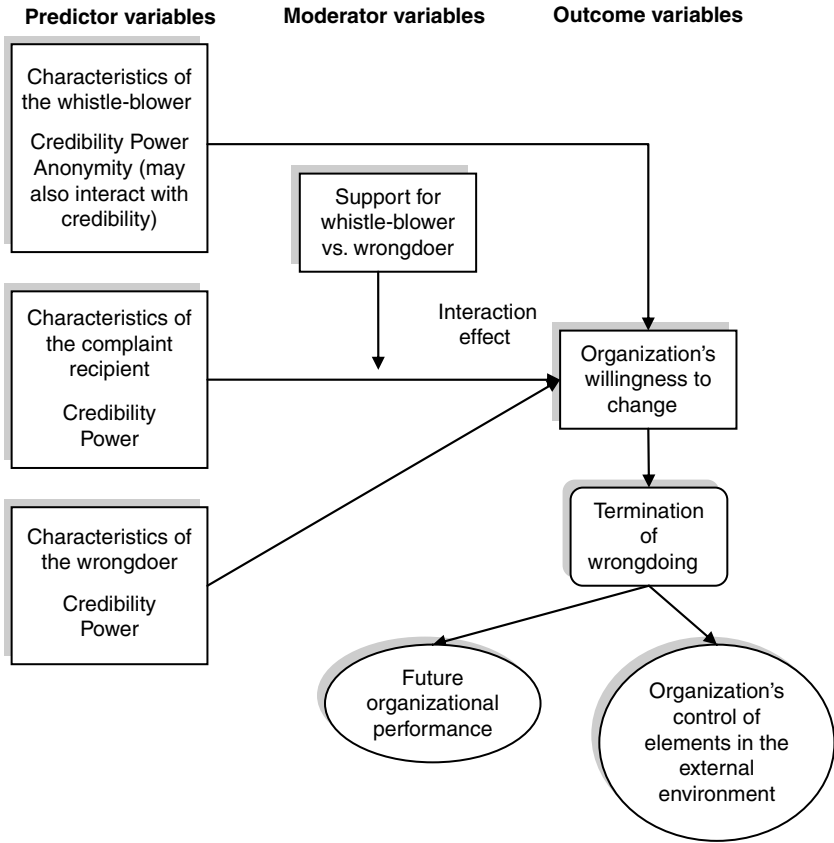 Predictor variables
Moderator variables
Outcome variables
Characteristics of
the whistle-blower
Credibility Power
Anonymity (may
also interact with
credibility)
Support for
whistle-blower
vs. wrongdoer
Characteristics of
the complaint
recipient
Credibility
Power
Interaction
effect
Organization’s
willingness to
change
Characteristics of
the wrongdoer
Credibility
Power
Termination
of
wrongdoing
Future
organizational
performance
Organization’s
control of
elements in the
external
environment